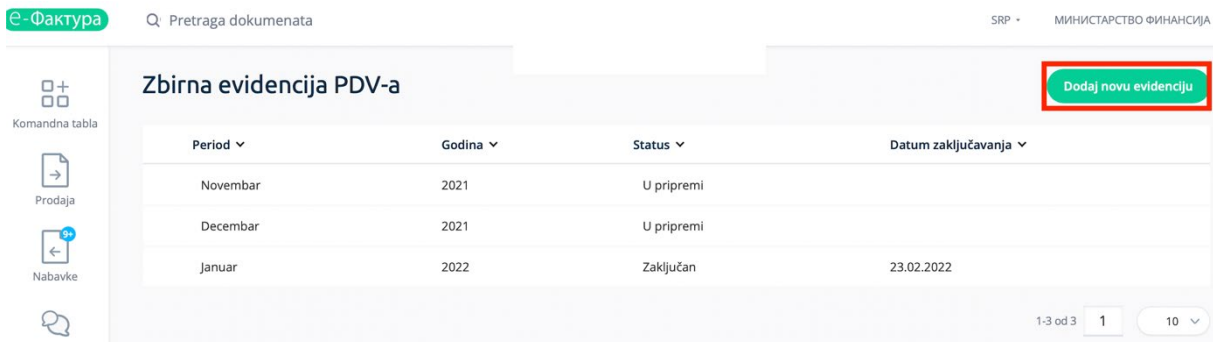 е-Фактура
Pretraga dokumenata
SRP
МИНИСТАРСТВО ФИНАНСИЈА
Zbirna evidencija PDV-a
Dodaj novu evidenciju
Komandna tabla
Period Godina Status Datum zaključavanja
Novembar 2021 U pripremi
Prodaja
Decembar 2021 U pripremi
9+
Nabavke
Januar 2022 Zaključan 23.02.2022
1-3 od 3 1 10